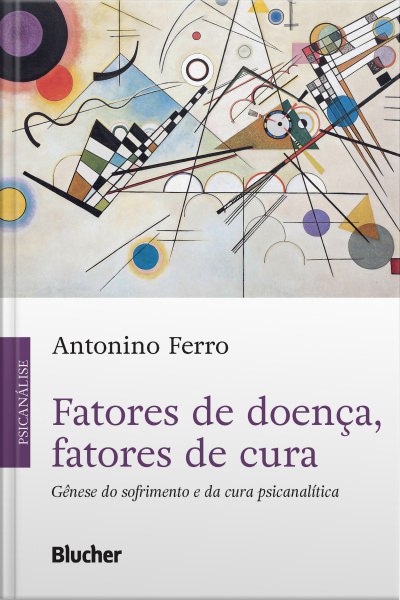 Antonino Ferro
PSICANÁLISE
Fatores de doença,
fatores de cura
Gênese do sofrimento e da cura psicanalítica
Blucher